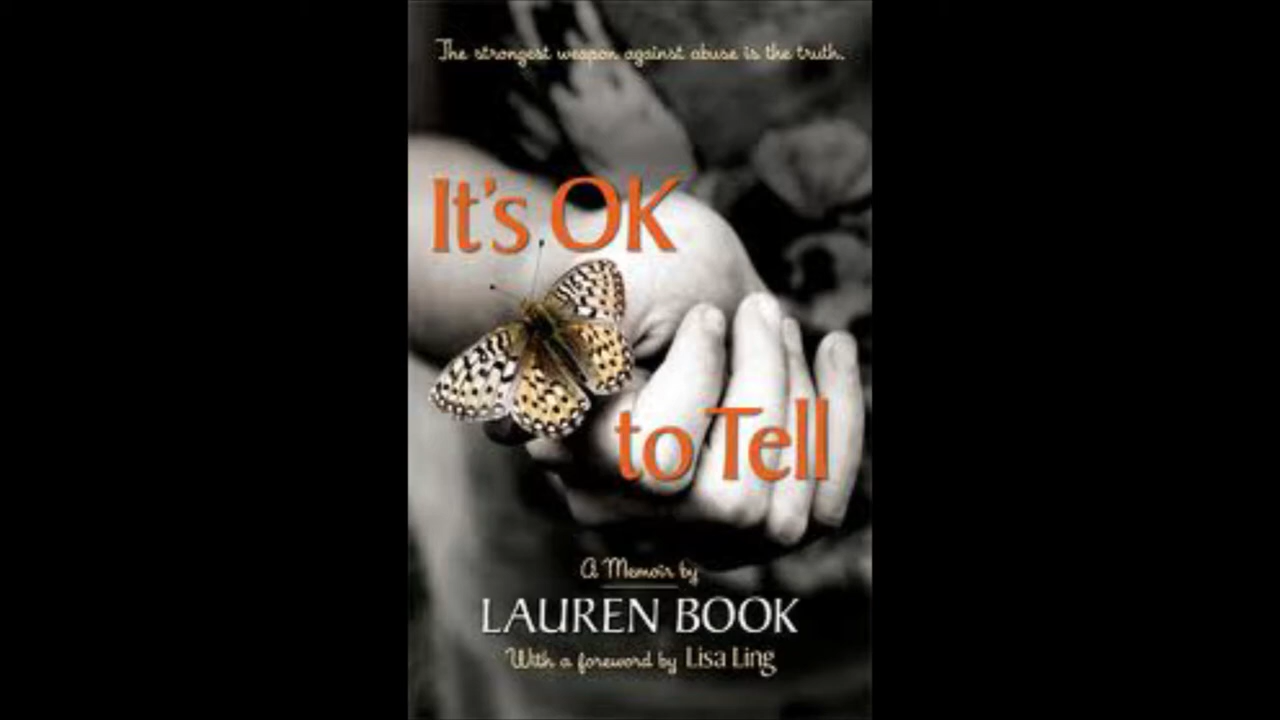 The strongest weapon against abuse is the truth.
It's OK
to Tell
A Memoir by
LAUREN BOOK
With a foreword by Lisa Ling